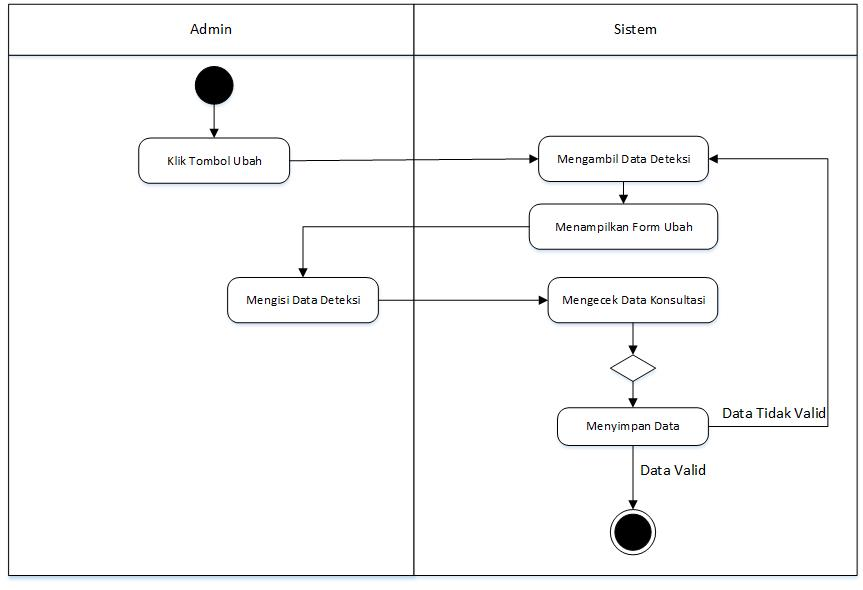 Admin
Sistem
Klik Tombol Ubah
Mengambil Data Deteksi
Menampilkan Form Ubah
Mengisi Data Deteksi
Mengecek Data Konsultasi
Data Tidak Valid
Menyimpan Data
Data Valid